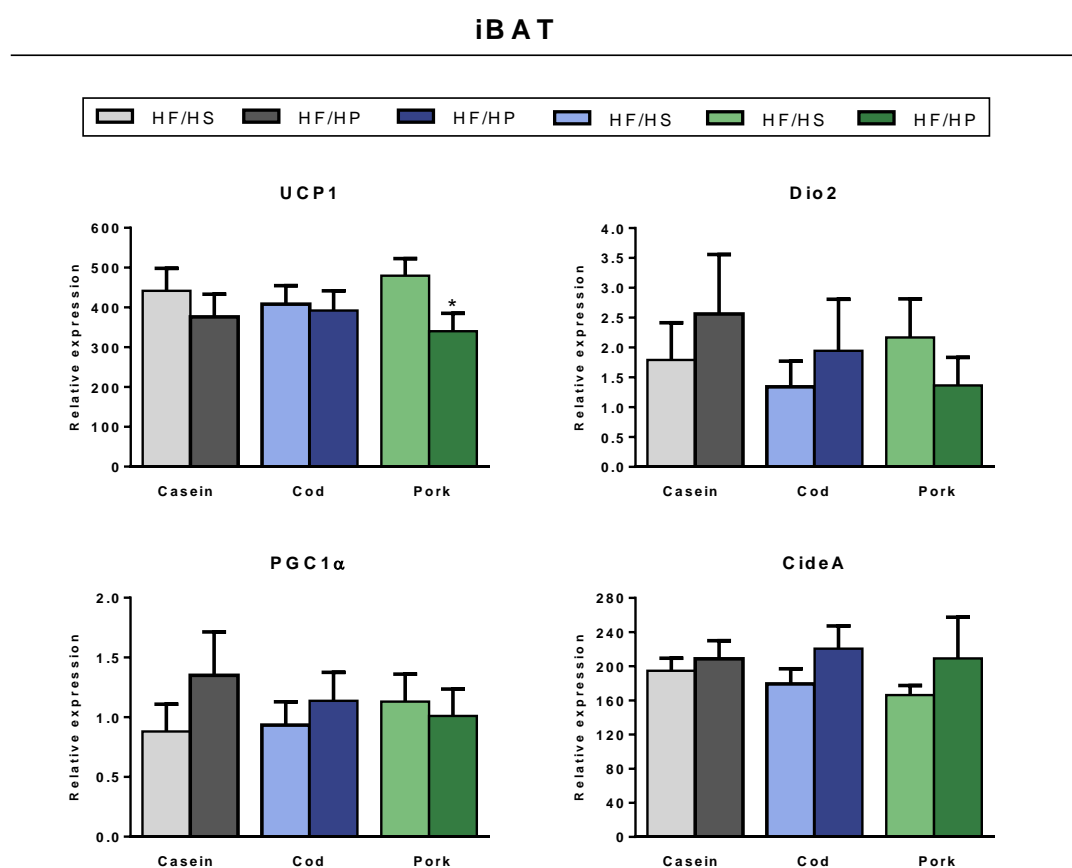 iBAT
HF/HS HF/HP HF/HP HF/HS HF/HS HF/HP
UCP1
Relative expression
600
500
400
300
200
100
0
*
Casein Cod Pork
Dio2
Relative expression
4.0
3.5
3.0
2.5
2.0
1.5
1.0
0.5
0.0
Casein Cod Pork
PGC1α
Relative expression
2.0
1.5
1.0
0.5
0.0
Casein Cod Pork
CideA
Relative expression
280
240
200
160
120
80
40
0
Casein Cod Pork